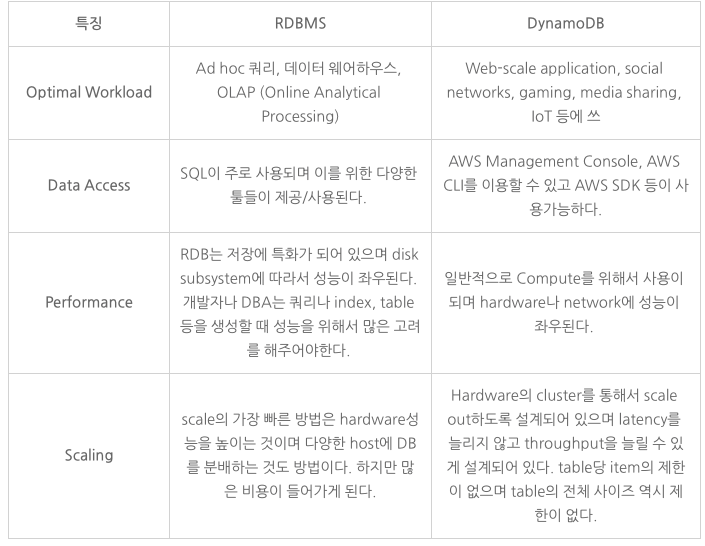 특징
RDBMS
DynamoDB
Optimal Workload
Ad hoc 쿼리, 데이터 웨어하우스,
OLAP (Online Analytical
Processing)
Web-scale application, social
networks, gaming, media sharing,
IoT 등에 쓰
Data Access
SQL이 주로 사용되며 이를 위한 다양한
툴들이 제공/사용된다.
AWS Management Console, AWS
CLI를 이용할 수 있고 AWS SDK 등이 사
용가능하다.
Performance
RDB는 저장에 특화가 되어 있으며 disk
subsystem에 따라서 성능이 좌우된다.
개발자나 DBA는 쿼리나 index, table
등을 생성할 때 성능을 위해서 많은 고려
를 해주어야한다.
일반적으로 Compute를 위해서 사용이
되며 hardware나 network에 성능이
좌우된다.
Scaling
scale의 가장 빠른 방법은 hardware성
능을 높이는 것이며 다양한 host에 DB
를 분배하는 것도 방법이다. 하지만 많
은 비용이 들어가게 된다.
Hardware의 cluster를 통해서 scale
out하도록 설계되어 있으며 latency를
늘리지 않고 throughput을 늘릴 수 있
게 설계되어 있다. table당 item의 제한
이 없으며 table의 전체 사이즈 역시 제
한이 없다.